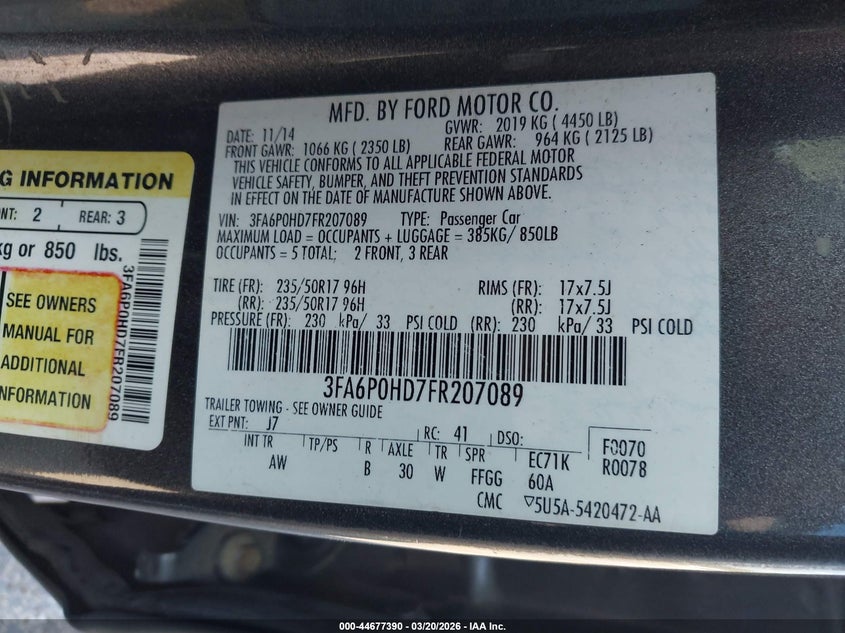 G INFORMATION
NT: 2 REAR: 3
kg or 850 lbs.
SEE OWNERS
MANUAL FOR
ADDITIONAL
NFORMATION
3FA6P0HD7FR207089
MFD. BY FORD MOTOR CO.
DATE: 11/14 GVWR: 2019 KG ( 4450 LB)
FRONT GAWR: 1066 KG ( 2350 LB) REAR GAWR: 964 KG ( 2125 LB)
THIS VEHICLE CONFORMS TO ALL APPLICABLE FEDERAL MOTOR
VEHICLE SAFETY, BUMPER, AND THEFT PREVENTION STANDARDS
IN EFFECT ON THE DATE OF MANUFACTURE SHOWN ABOVE.
VIN: 3FA6P0HD7FR207089 TYPE: Passenger Car
MAXIMUM LOAD = OCCUPANTS + LUGGAGE = 385KG/ 850LB
OCCUPANTS = 5 TOTAL; 2 FRONT, 3 REAR
TIRE (FR): 235/50R17 96H RIMS (FR): 17x7.5J
(RR): 235/50R17 96H (RR): 17x7.5J
PRESSURE (FR): 230 kPa/ 33 PSI COLD (RR): 230 kPa/ 33 PSI COLD
3FA6P0HD7FR207089
TRAILER TOWING - SEE OWNER GUIDE
EXT PNT: J7 RC: 41 DSO: F0070
INT TR TP/PS R AXLE TR SPR EC71K R0078
AW B 30 W FFGG 60A
CMC ▽5U5A-5420472-AA
000-44677390 - 03/20/2026 - IAA Inc.